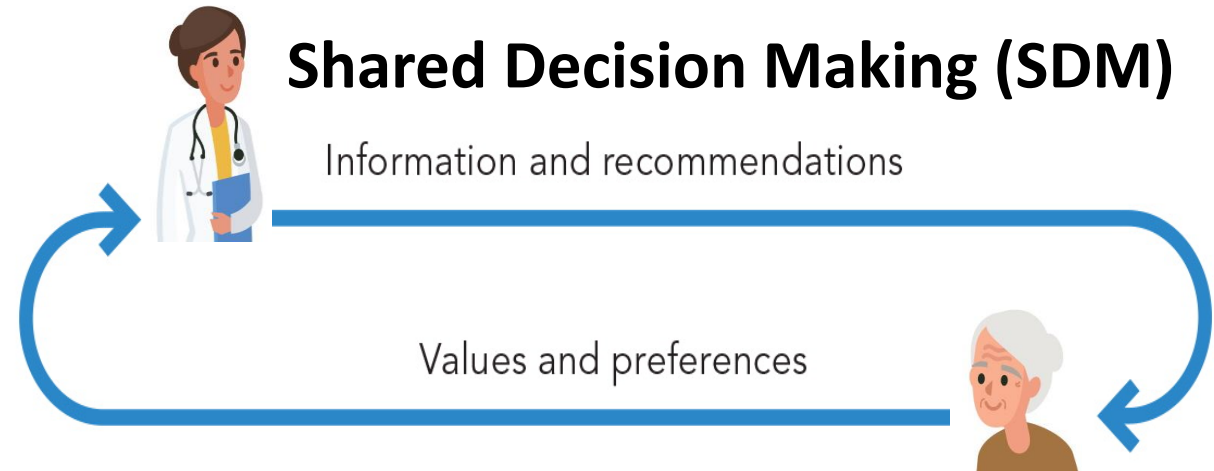 Shared Decision Making (SDM)
Information and recommendations
Values and preferences